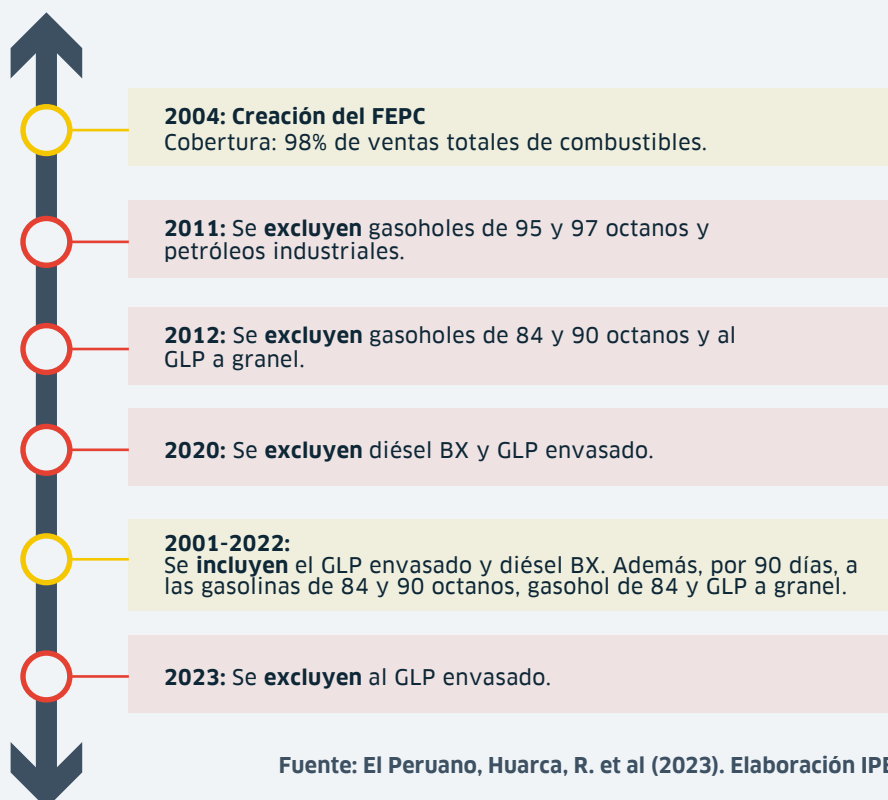 2004: Creación del FEPC
Cobertura: 98% de ventas totales de combustibles.
2011: Se excluyen gasoholes de 95 y 97 octanos y
petróleos industriales.
2012: Se excluyen gasoholes de 84 y 90 octanos y al
GLP a granel.
2020: Se excluyen diésel BX y GLP envasado.
2001-2022:
Se incluyen el GLP envasado y diésel BX. Además, por 90 días, a
las gasolinas de 84 y 90 octanos, gasohol de 84 y GLP a granel.
2023: Se excluyen al GLP envasado.
Fuente: El Peruano, Huarca, R. et al (2023). Elaboración IPE